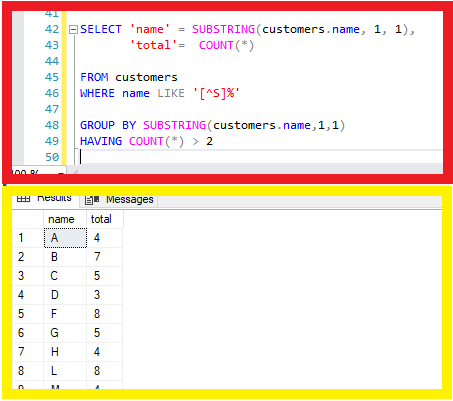 41
42 SELECT 'name' = SUBSTRING(customers.name, 1, 1),
43 'total'= COUNT(*)
44
45 FROM customers
46 WHERE name LIKE '[^S]%'
47
48 GROUP BY SUBSTRING(customers.name,1,1)
49 HAVING COUNT(*) > 2
50
100 %
Results Messages
name total
1 A 4
2 B 7
3 C 5
4 D 3
5 F 8
6 G 5
7 H 4
8 L 8
9 M 4